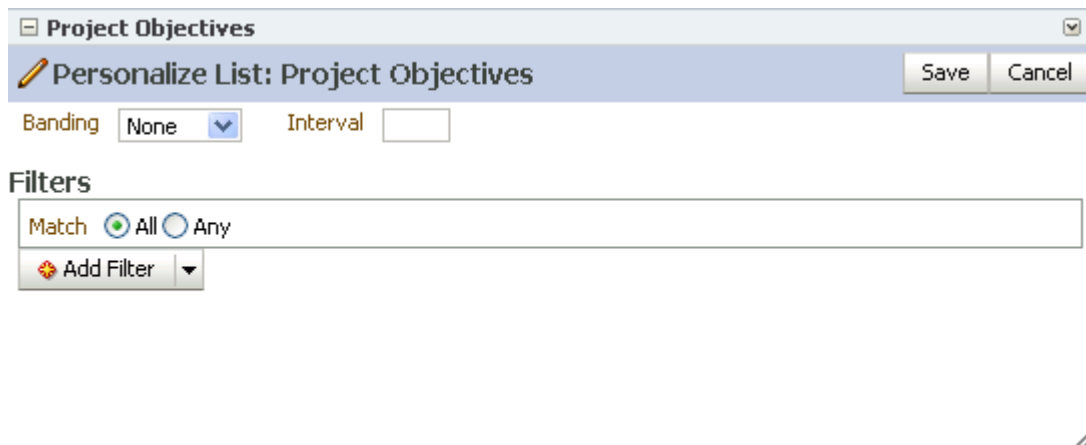 Project Objectives
Personalize List: Project Objectives Save Cancel
Banding None Interval
Filters
Match All Any
Add Filter